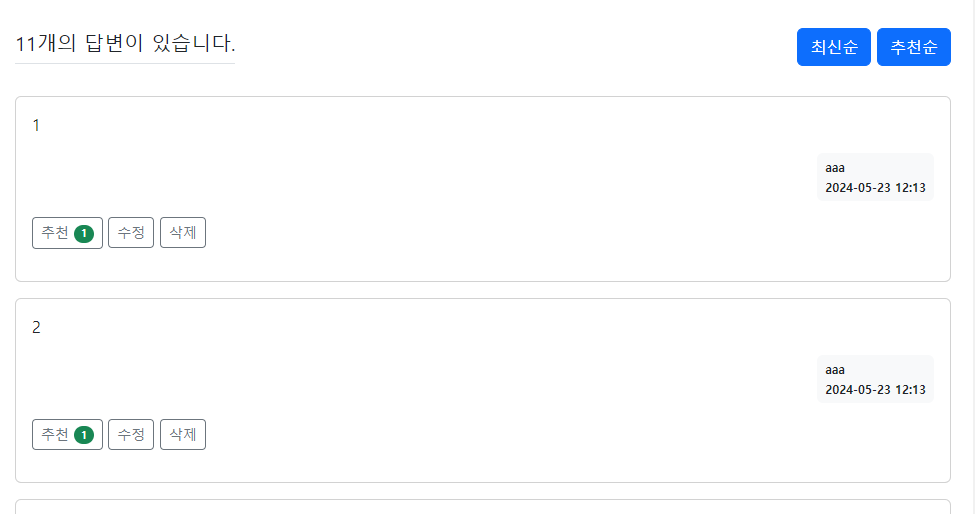 11개의 답변이 있습니다.
최신순 추천순
1
aaa
2024-05-23 12:13
추천 1 수정 삭제
2
aaa
2024-05-23 12:13
추천 1 수정 삭제